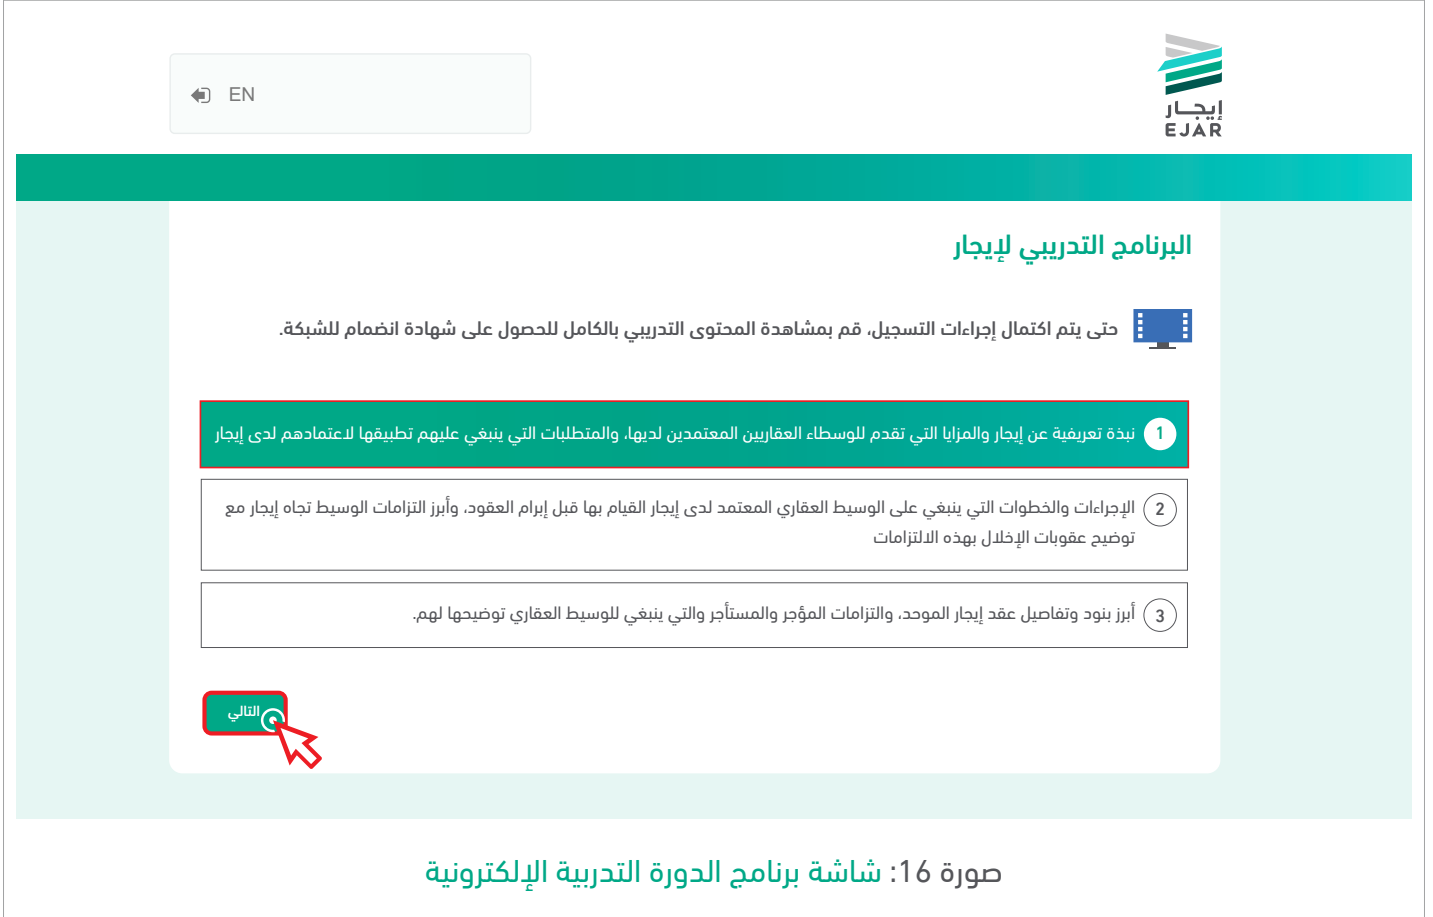 إيجار
EJAR
EN
البرنامج التدريبي لإيجار
حتى يتم اكتمال إجراءات التسجيل، قم بمشاهدة المحتوى التدريبي بالكامل للحصول على شهادة انضمام للشبكة.
1 نبذة تعريفية عن إيجار والمزايا التي تقدم للوسطاء العقاريين المعتمدين لديها، والمتطلبات التي ينبغي عليهم تطبيقها لاعتمادهم لدى إيجار
2 الإجراءات والخطوات التي ينبغي على الوسيط العقاري المعتمد لدى إيجار القيام بها قبل إبرام العقود، وأبرز التزامات الوسيط تجاه إيجار مع
توضيح عقوبات الإخلال بهذه الالتزامات
3 أبرز بنود وتفاصيل عقد إيجار الموحد، والتزامات المؤجر والمستأجر والتي ينبغي للوسيط العقاري توضيحها لهم.
التالي
صورة 16: شاشة برنامج الدورة التدربية الإلكترونية